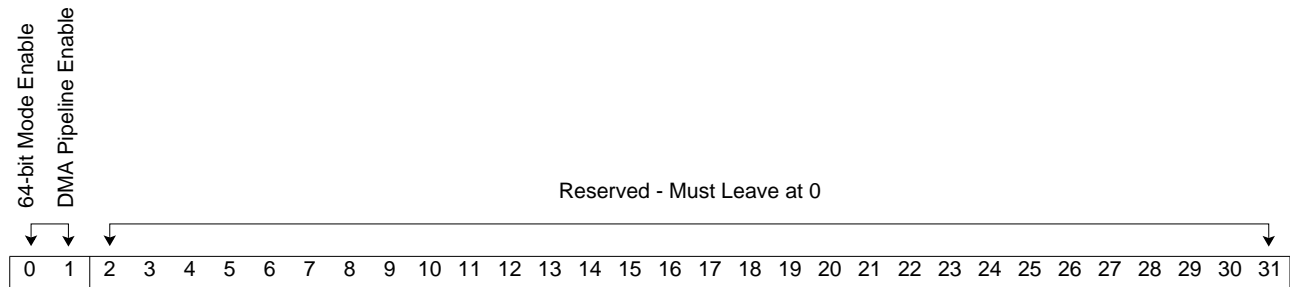 64-bit Mode Enable
DMA Pipeline Enable
Reserved - Must Leave at 0
0 1 2 3 4 5 6 7 8 9 10 11 12 13 14 15 16 17 18 19 20 21 22 23 24 25 26 27 28 29 30 31